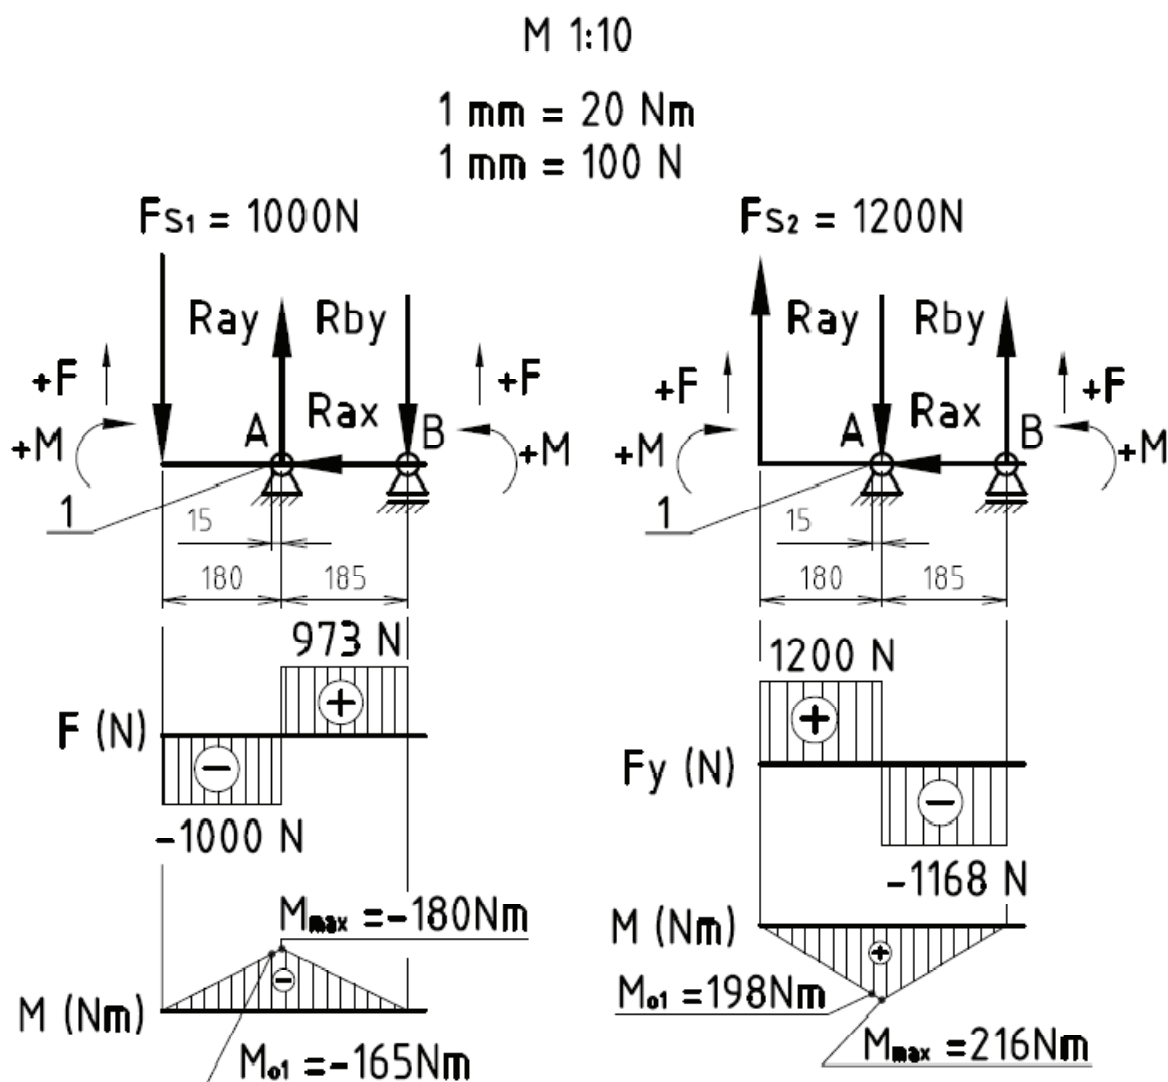 M 1:10
1 mm = 20 Nm
1 mm = 100 N
Fs1 = 1000N
Fs2 = 1200N
Ray Rby
Ray Rby
+F +F
+F +F
A Rax B
A Rax B
+M +M
+M +M
1
15
1
15
180 185
180 185
973 N
1200 N
F (N)
+
+
Fy (N)
−
−
-1000 N
-1168 N
Mmax =-180Nm
M (Nm)
+
−
Mo1 =198Nm
M (Nm)
Mo1 =-165Nm
Mmax =216Nm